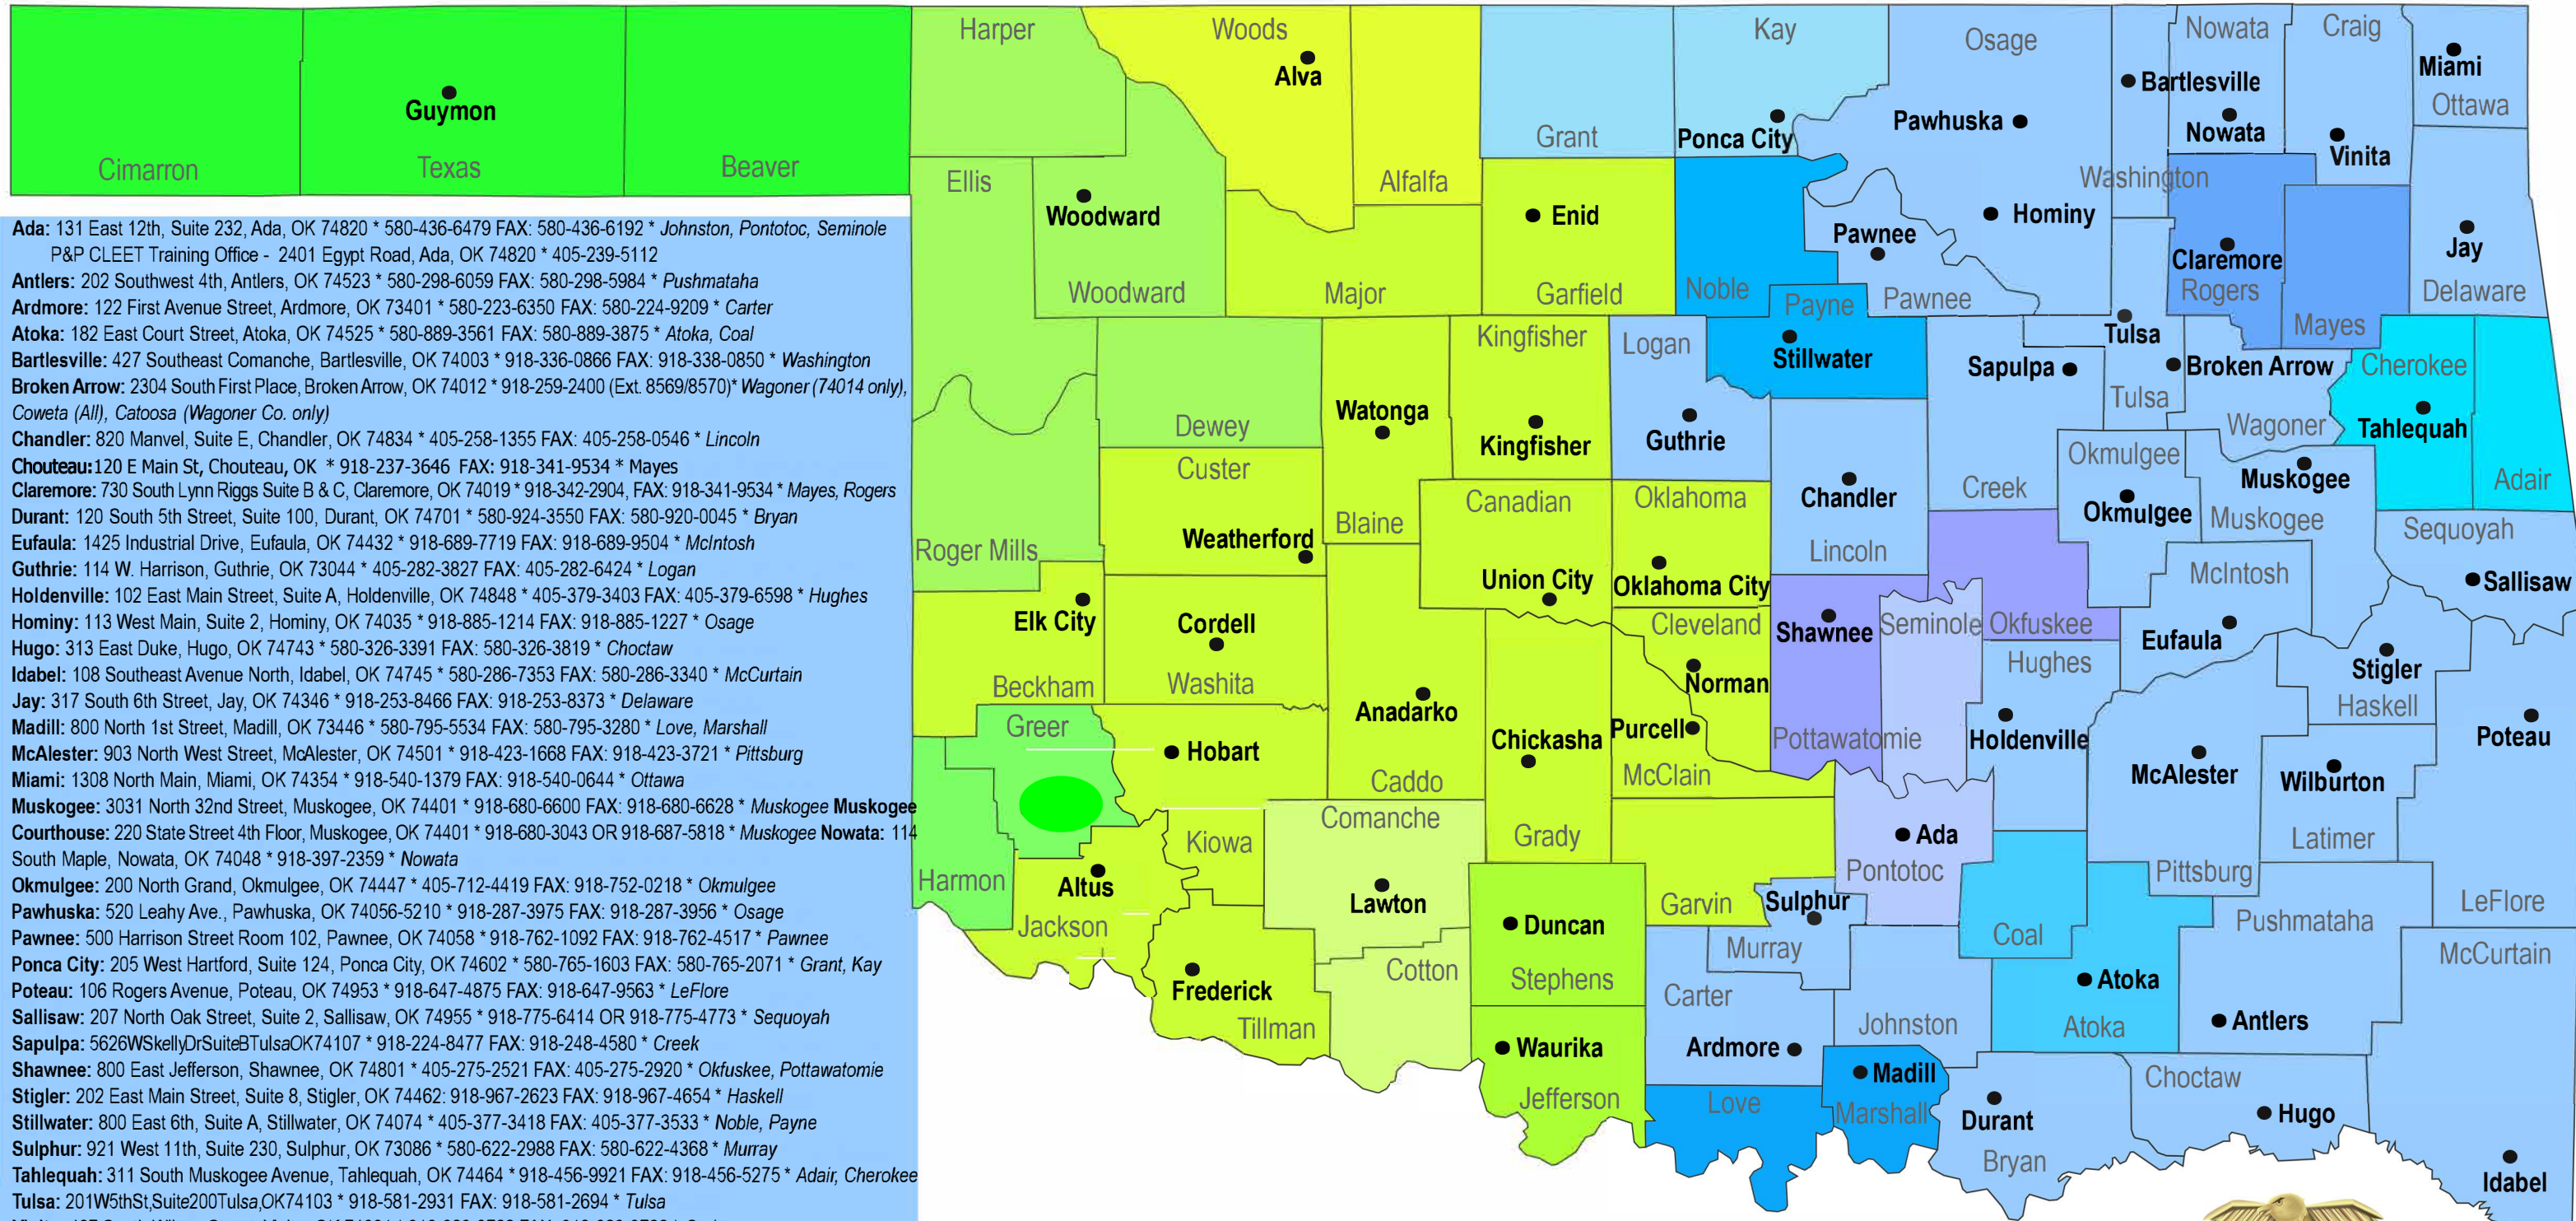 Harper
Woods
Kay
Osage
Nowata
Craig
Alva
Miami
Guymon
Bartlesville
Ottawa
Grant
Ponca City
Pawhuska
Nowata
Vinita
Cimarron
Texas
Beaver
Ellis
Alfalfa
Washington
Woodward
Enid
Hominy
Pawnee
Claremore
Jay
Woodward
Major
Garfield
Noble
Payne
Pawnee
Rogers
Delaware
Mayes
Kingfisher
Logan
Tulsa
Stillwater
Sapulpa
Broken Arrow
Cherokee
Tulsa
Watonga
Dewey
Kingfisher
Guthrie
Wagoner
Tahlequah
Custer
Okmulgee
Muskogee
Canadian
Oklahoma
Chandler
Creek
Adair
Blaine
Okmulgee
Muskogee
Sequoyah
Weatherford
Roger Mills
Lincoln
Union City
Oklahoma City
McIntosh
Sallisaw
Elk City
Cordell
Cleveland
Shawnee
Seminole
Okfuskee
Eufaula
Hughes
Stigler
Beckham
Washita
Norman
Haskell
Greer
Anadarko
Purcell
Chickasha
Pottawatomie
Holdenville
Poteau
Hobart
Caddo
McClain
McAlester
Wilburton
Comanche
Kiowa
Grady
Ada
Latimer
Harmon
Altus
Pontotoc
Pittsburg
Lawton
Garvin
Sulphur
LeFlore
Jackson
Duncan
Murray
Coal
Pushmataha
McCurtain
Cotton
Stephens
Frederick
Carter
Atoka
Tillman
Johnston
Atoka
Antlers
Waurika
Ardmore
Madill
Choctaw
Jefferson
Love
Marshall
Durant
Hugo
Bryan
Idabel
Ada: 131 East 12th, Suite 232, Ada, OK 74820 * 580-436-6479 FAX: 580-436-6192 * Johnston, Pontotoc, Seminole
P&P CLEET Training Office - 2401 Egypt Road, Ada, OK 74820 * 405-239-5112
Antlers: 202 Southwest 4th, Antlers, OK 74523 * 580-298-6059 FAX: 580-298-5984 * Pushmataha
Ardmore: 122 First Avenue Street, Ardmore, OK 73401 * 580-223-6350 FAX: 580-224-9209 * Carter
Atoka: 182 East Court Street, Atoka, OK 74525 * 580-889-3561 FAX: 580-889-3875 * Atoka, Coal
Bartlesville: 427 Southeast Comanche, Bartlesville, OK 74003 * 918-336-0866 FAX: 918-338-0850 * Washington
Broken Arrow: 2304 South First Place, Broken Arrow, OK 74012 * 918-259-2400 (Ext. 8569/8570)* Wagoner (74014 only),
Coweta (All), Catoosa (Wagoner Co. only)
Chandler: 820 Manvel, Suite E, Chandler, OK 74834 * 405-258-1355 FAX: 405-258-0546 * Lincoln
Chouteau:120 E Main St, Chouteau, OK * 918-237-3646 FAX: 918-341-9534 * Mayes
Claremore: 730 South Lynn Riggs Suite B & C, Claremore, OK 74019 * 918-342-2904, FAX: 918-341-9534 * Mayes, Rogers
Durant: 120 South 5th Street, Suite 100, Durant, OK 74701 * 580-924-3550 FAX: 580-920-0045 * Bryan
Eufaula: 1425 Industrial Drive, Eufaula, OK 74432 * 918-689-7719 FAX: 918-689-9504 * McIntosh
Guthrie: 114 W. Harrison, Guthrie, OK 73044 * 405-282-3827 FAX: 405-282-6424 * Logan
Holdenville: 102 East Main Street, Suite A, Holdenville, OK 74848 * 405-379-3403 FAX: 405-379-6598 * Hughes
Hominy: 113 West Main, Suite 2, Hominy, OK 74035 * 918-885-1214 FAX: 918-885-1227 * Osage
Hugo: 313 East Duke, Hugo, OK 74743 * 580-326-3391 FAX: 580-326-3819 * Choctaw
Idabel: 108 Southeast Avenue North, Idabel, OK 74745 * 580-286-7353 FAX: 580-286-3340 * McCurtain
Jay: 317 South 6th Street, Jay, OK 74346 * 918-253-8466 FAX: 918-253-8373 * Delaware
Madill: 800 North 1st Street, Madill, OK 73446 * 580-795-5534 FAX: 580-795-3280 * Love, Marshall
McAlester: 903 North West Street, McAlester, OK 74501 * 918-423-1668 FAX: 918-423-3721 * Pittsburg
Miami: 1308 North Main, Miami, OK 74354 * 918-540-1379 FAX: 918-540-0644 * Ottawa
Muskogee: 3031 North 32nd Street, Muskogee, OK 74401 * 918-680-6600 FAX: 918-680-6628 * Muskogee Muskogee
Courthouse: 220 State Street 4th Floor, Muskogee, OK 74401 * 918-680-3043 OR 918-687-5818 * Muskogee Nowata: 114
South Maple, Nowata, OK 74048 * 918-397-2359 * Nowata
Okmulgee: 200 North Grand, Okmulgee, OK 74447 * 405-712-4419 FAX: 918-752-0218 * Okmulgee
Pawhuska: 520 Leahy Ave., Pawhuska, OK 74056-5210 * 918-287-3975 FAX: 918-287-3956 * Osage
Pawnee: 500 Harrison Street Room 102, Pawnee, OK 74058 * 918-762-1092 FAX: 918-762-4517 * Pawnee
Ponca City: 205 West Hartford, Suite 124, Ponca City, OK 74602 * 580-765-1603 FAX: 580-765-2071 * Grant, Kay
Poteau: 106 Rogers Avenue, Poteau, OK 74953 * 918-647-4875 FAX: 918-647-9563 * LeFlore
Sallisaw: 207 North Oak Street, Suite 2, Sallisaw, OK 74955 * 918-775-6414 OR 918-775-4773 * Sequoyah
Sapulpa: 5626WSkellyDrSuiteBTulsaOK74107 * 918-224-8477 FAX: 918-248-4580 * Creek
Shawnee: 800 East Jefferson, Shawnee, OK 74801 * 405-275-2521 FAX: 405-275-2920 * Okfuskee, Pottawatomie
Stigler: 202 East Main Street, Suite 8, Stigler, OK 74462: 918-967-2623 FAX: 918-967-4654 * Haskell
Stillwater: 800 East 6th, Suite A, Stillwater, OK 74074 * 405-377-3418 FAX: 405-377-3533 * Noble, Payne
Sulphur: 921 West 11th, Suite 230, Sulphur, OK 73086 * 580-622-2988 FAX: 580-622-4368 * Murray
Tahlequah: 311 South Muskogee Avenue, Tahlequah, OK 74464 * 918-456-9921 FAX: 918-456-5275 * Adair, Cherokee
Tulsa: 201W5thSt,Suite200Tulsa,OK74103 * 918-581-2931 FAX: 918-581-2694 * Tulsa